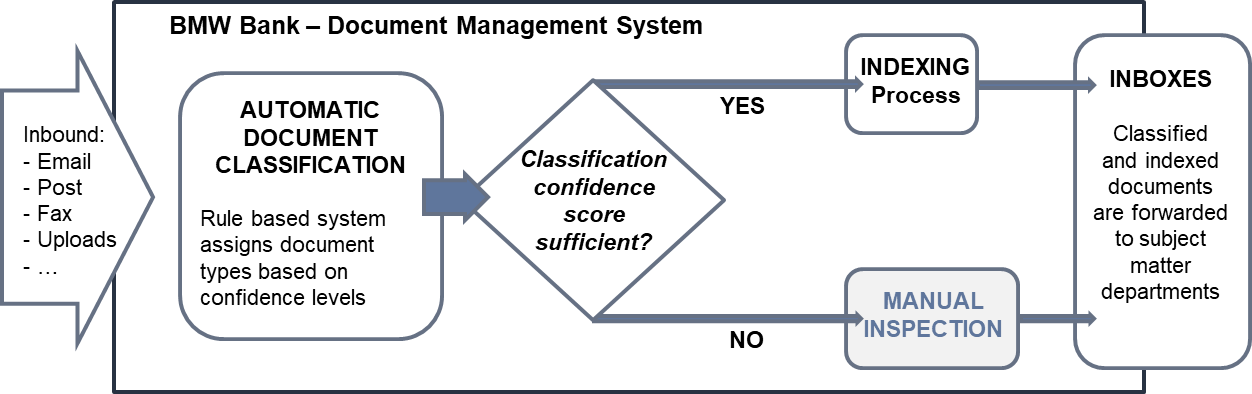 BMW Bank – Document Management System
Inbound:
- Email
- Post
- Fax
- Uploads
- …
AUTOMATIC
DOCUMENT
CLASSIFICATION
Rule based system
assigns document
types based on
confidence levels
Classification
confidence
score
sufficient?
YES
INDEXING
Process
NO
MANUAL
INSPECTION
INBOXES
Classified
and indexed
documents
are forwarded
to subject
matter
departments